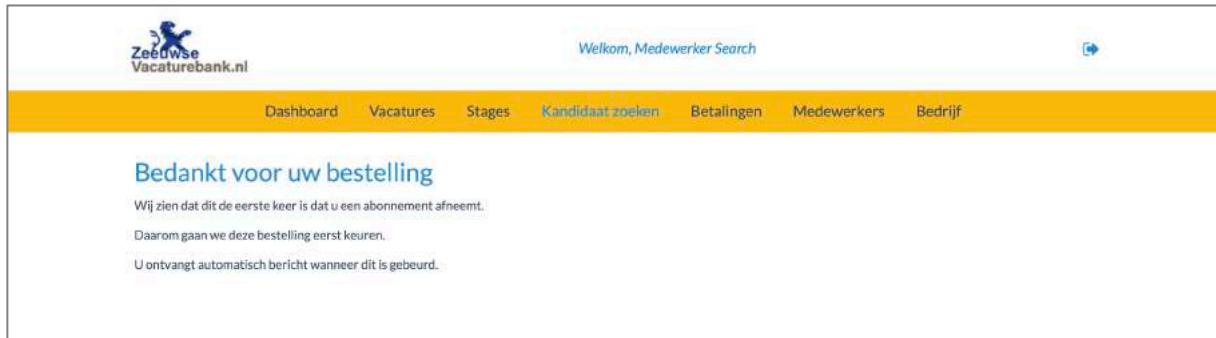 Zeeuwse
Vacaturebank.nl
Welkom, Medewerker Search
Dashboard Vacatures Stages Kandidaat zoeken Betalingen Medewerkers Bedrijf
Bedankt voor uw bestelling
Wij zien dat dit de eerste keer is dat u een abonnement afneemt.
Daarom gaan we deze bestelling eerst keuren.
U ontvangt automatisch bericht wanneer dit is gebeurd.